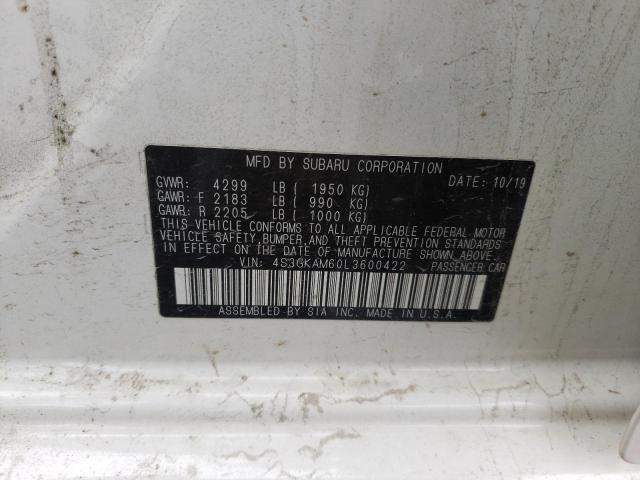 MFD BY SUBARU CORPORATION
GVWR: 4299 LB ( 1950 KG) DATE: 10/19
GAWR: F 2183 LB ( 990 KG)
GAWR: R 2205 LB ( 1000 KG)
THIS VEHICLE CONFORMS TO ALL APPLICABLE FEDERAL MOTOR
VEHICLE SAFETY,BUMPER,AND THEFT PREVENTION STANDARDS
IN EFFECT ON THE DATE OF MANUFACTURE SHOWN ABOVE.
VIN: 4S3GKAM60L3600422 PASSENGER CAR
ASSEMBLED BY SIA INC. MADE IN U.S.A.